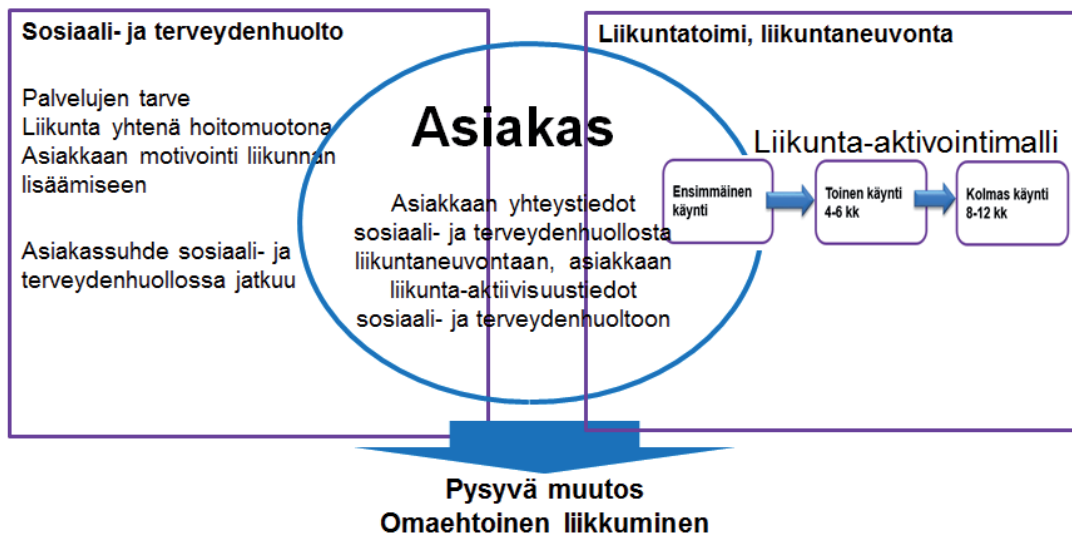 Sosiaali- ja terveydenhuolto
Palvelujen tarve
Liikunta yhtenä hoitomuotona
Asiakkaan motivointi liikunnan
lisäämiseen
Asiakassuhde sosiaali- ja
terveydenhuollossa jatkuu
Asiakas
Asiakkaan yhteystiedot
sosiaali- ja terveydenhuollosta
liikuntaneuvontaan, asiakkaan
liikunta-aktiivisuustiedot
sosiaali- ja terveydenhuoltoon
Liikuntatoimi, liikuntaneuvonta
Liikunta-aktivointimalli
Ensimmäinen
käynti
Toinen käynti
4-6 kk
Kolmas käynti
8-12 kk
Pysyvä muutos
Omaehtoinen liikkuminen